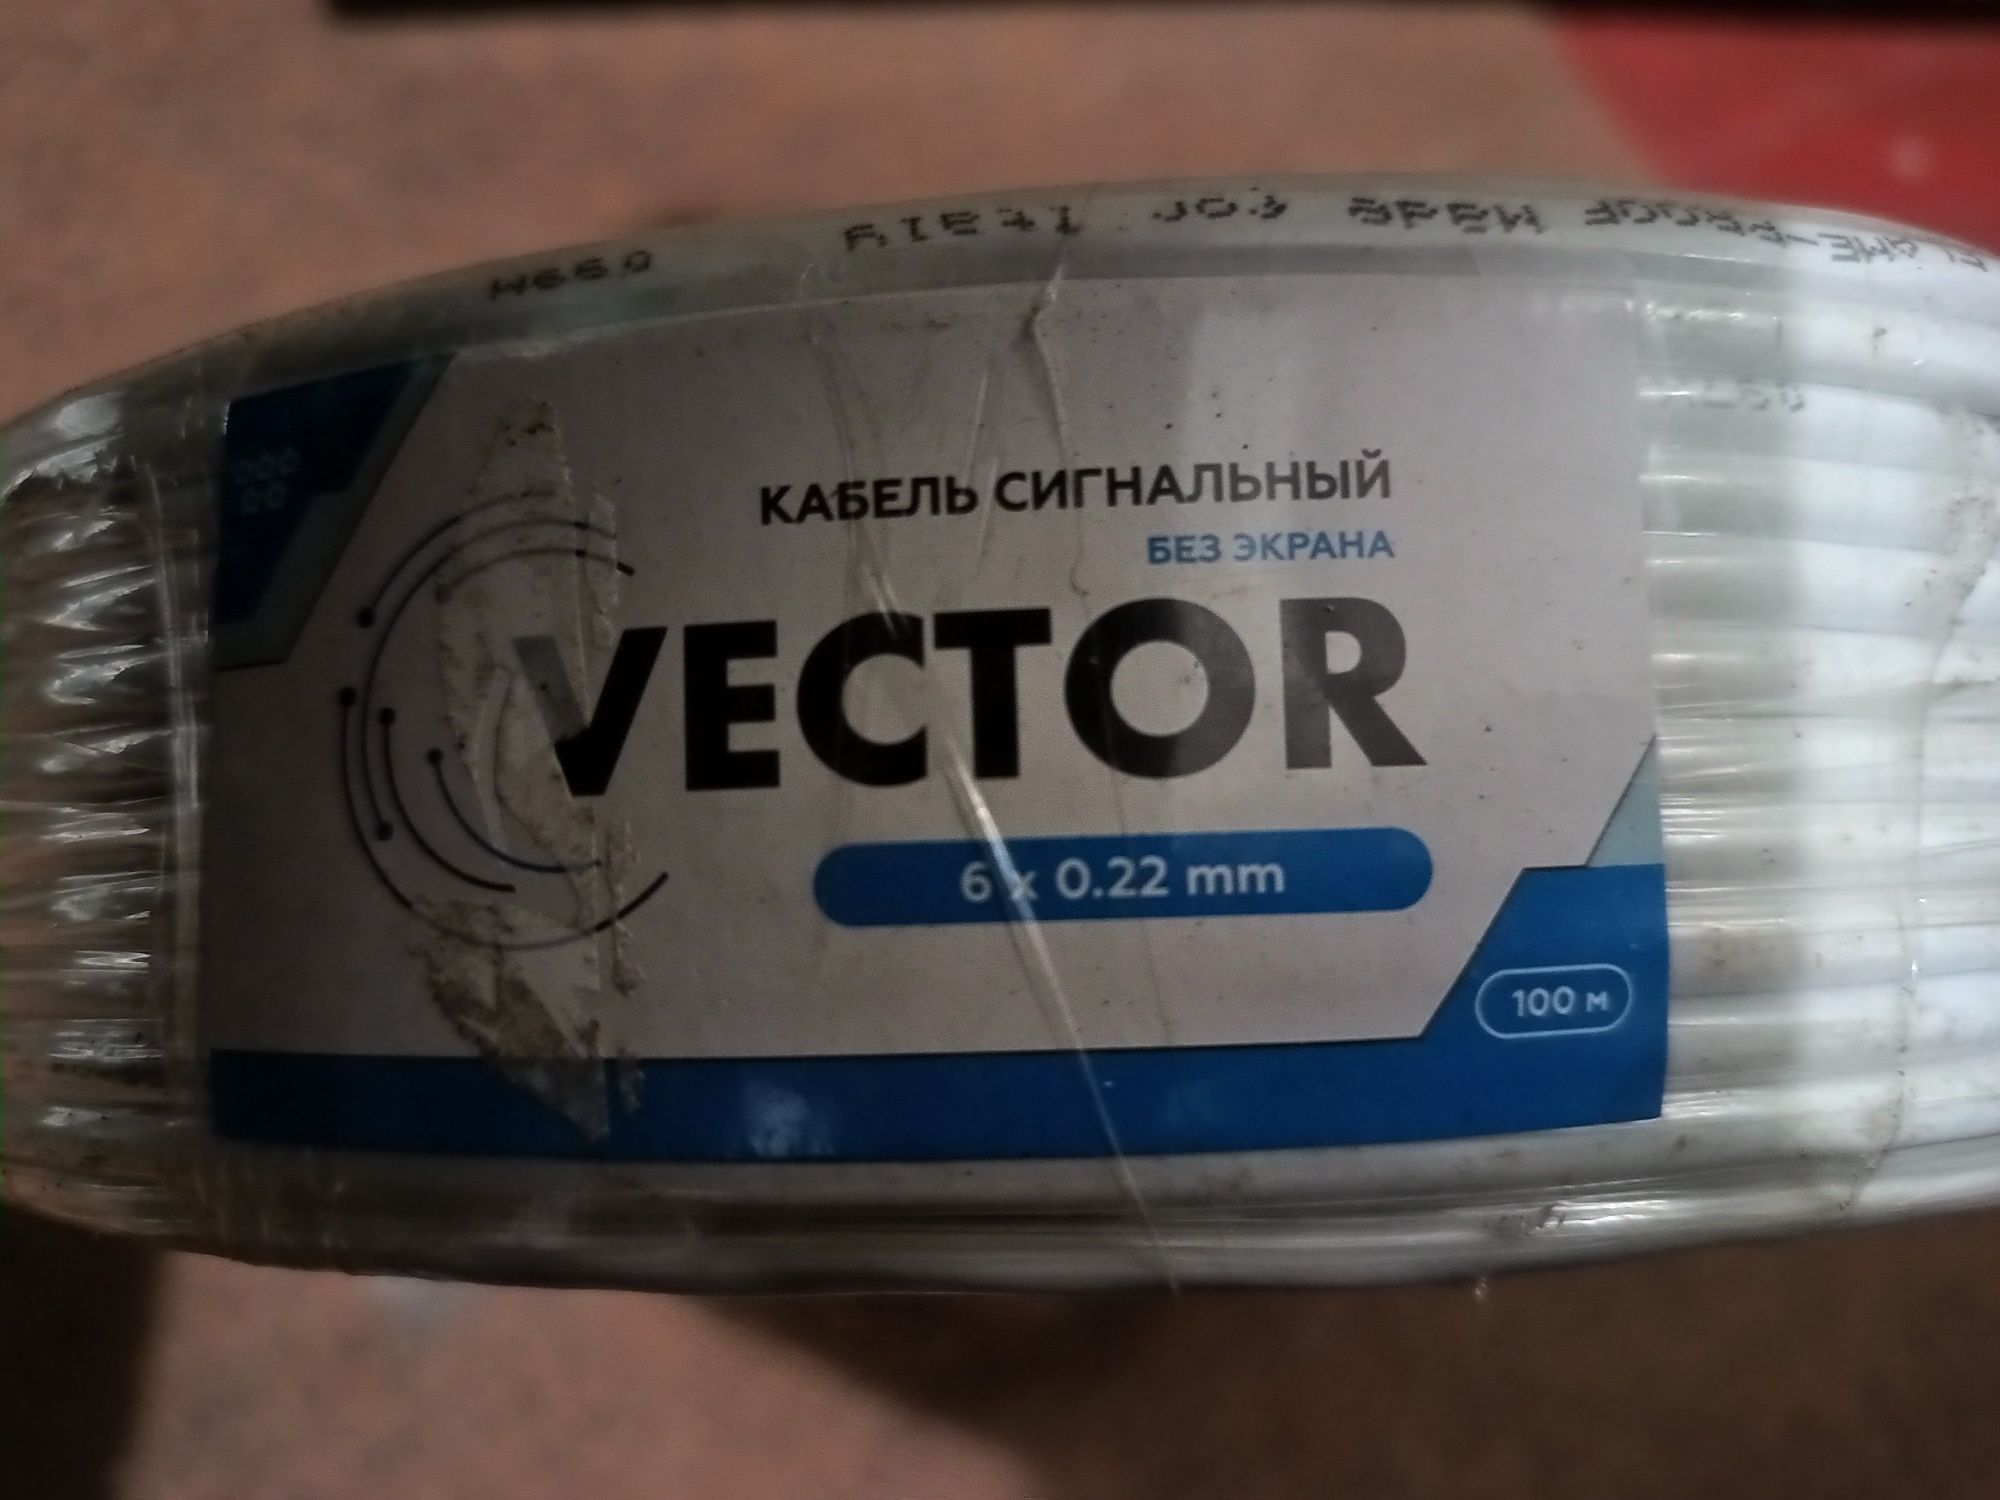 КАБЕЛЬ СИГНАЛЬНЫЙ
БЕЗ ЭКРАНА
VECTOR
6 x 0.22 mm
100 м